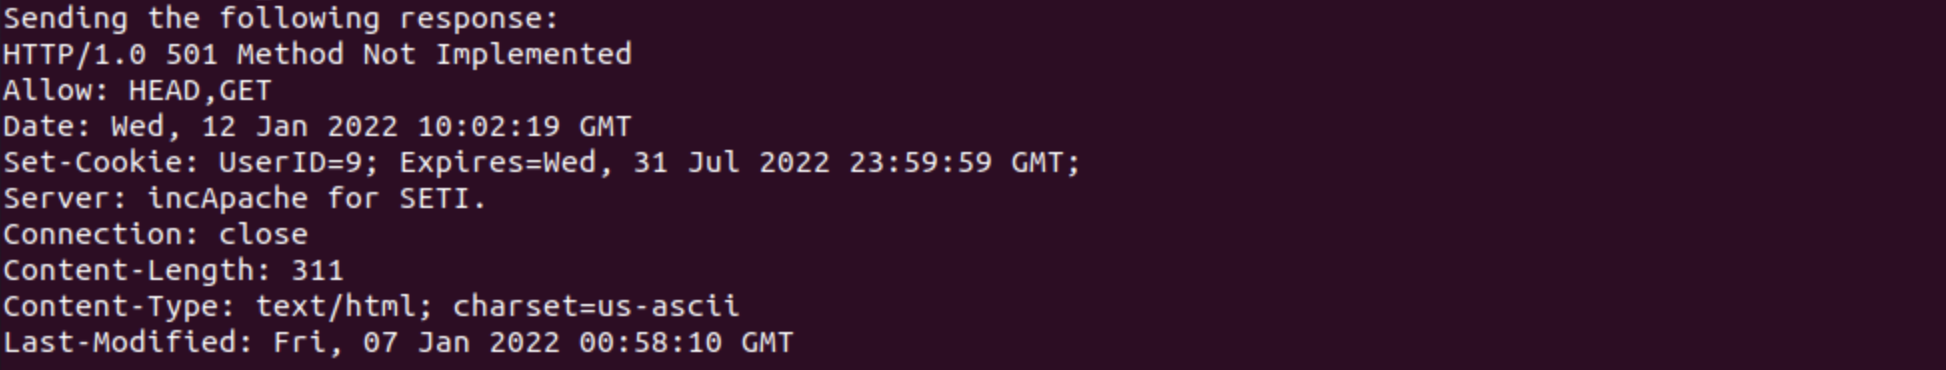 Sending the following response:
HTTP/1.0 501 Method Not Implemented
Allow: HEAD,GET
Date: Wed, 12 Jan 2022 10:02:19 GMT
Set-Cookie: UserID=9; Expires=Wed, 31 Jul 2022 23:59:59 GMT;
Server: incApache for SETI.
Connection: close
Content-Length: 311
Content-Type: text/html; charset=us-ascii
Last-Modified: Fri, 07 Jan 2022 00:58:10 GMT